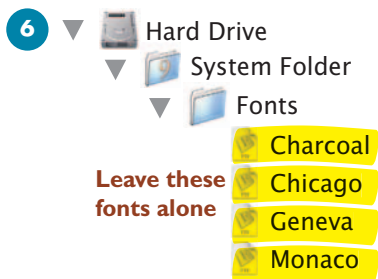 6
Hard Drive
System Folder
Fonts
Charcoal
Leave these
fonts alone
Chicago
Geneva
Monaco